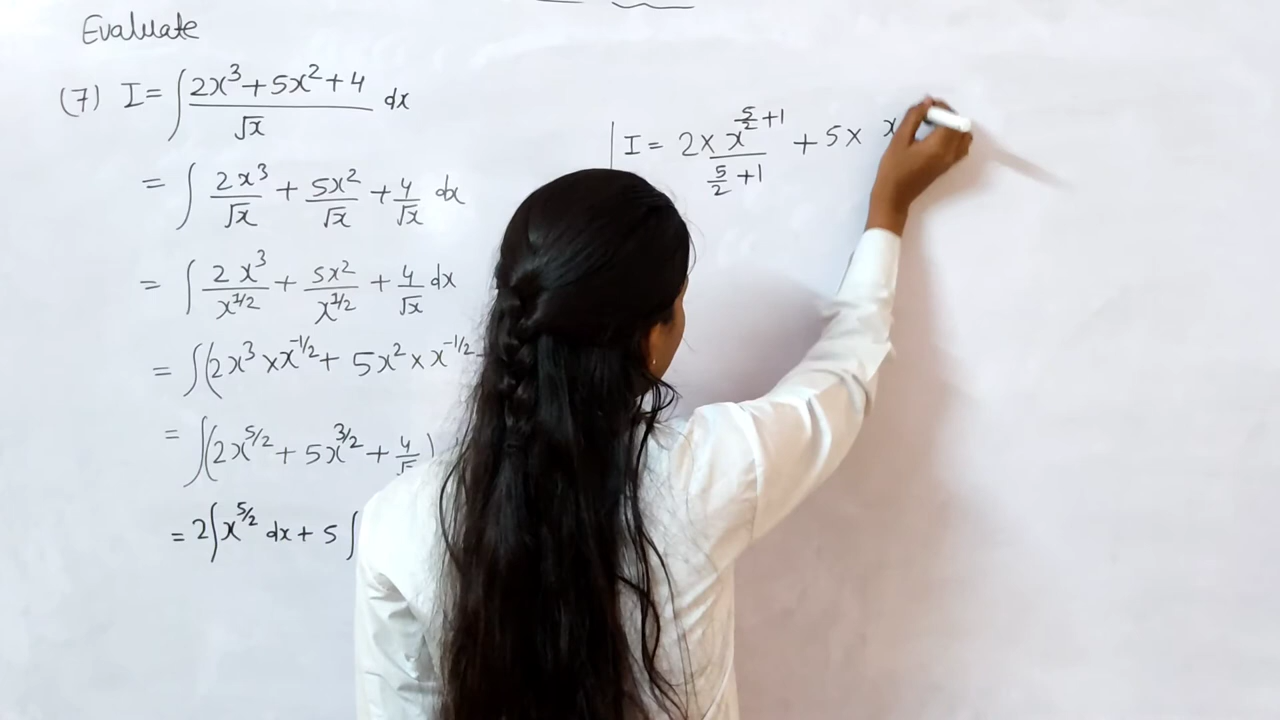 Evaluate
(7) I = ∫ (2x³ + 5x² + 4)/√x dx
= ∫ 2x³/√x + 5x²/√x + 4/√x dx
= ∫ 2x³/x^(1/2) + 5x²/x^(1/2) + 4/√x dx
= ∫(2x³ × x^(-1/2) + 5x² × x^(-1/2)
= ∫(2x^(5/2) + 5x^(3/2) + 4/√x)
= 2∫x^(5/2) dx + 5 ∫
I = 2 × x^(5/2 + 1)/(5/2 + 1) + 5 × x